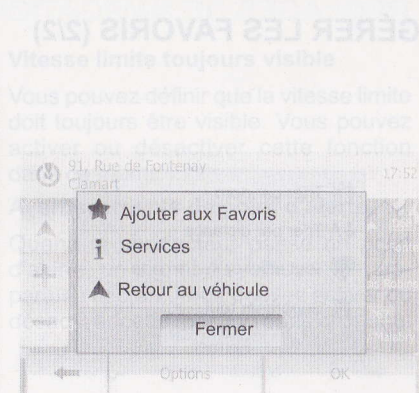 GÉRER LES FAVORIS (2/2)
Vitesse limite toujours visible
Vous pouvez définir que la vitesse limite
doit toujours être visible. Vous pouvez
activer ou désactiver cette fonction
91, Rue de Fontenay
Clamart
17:52
Ajouter aux Favoris
i Services
Retour au véhicule
Fermer
Options
OK